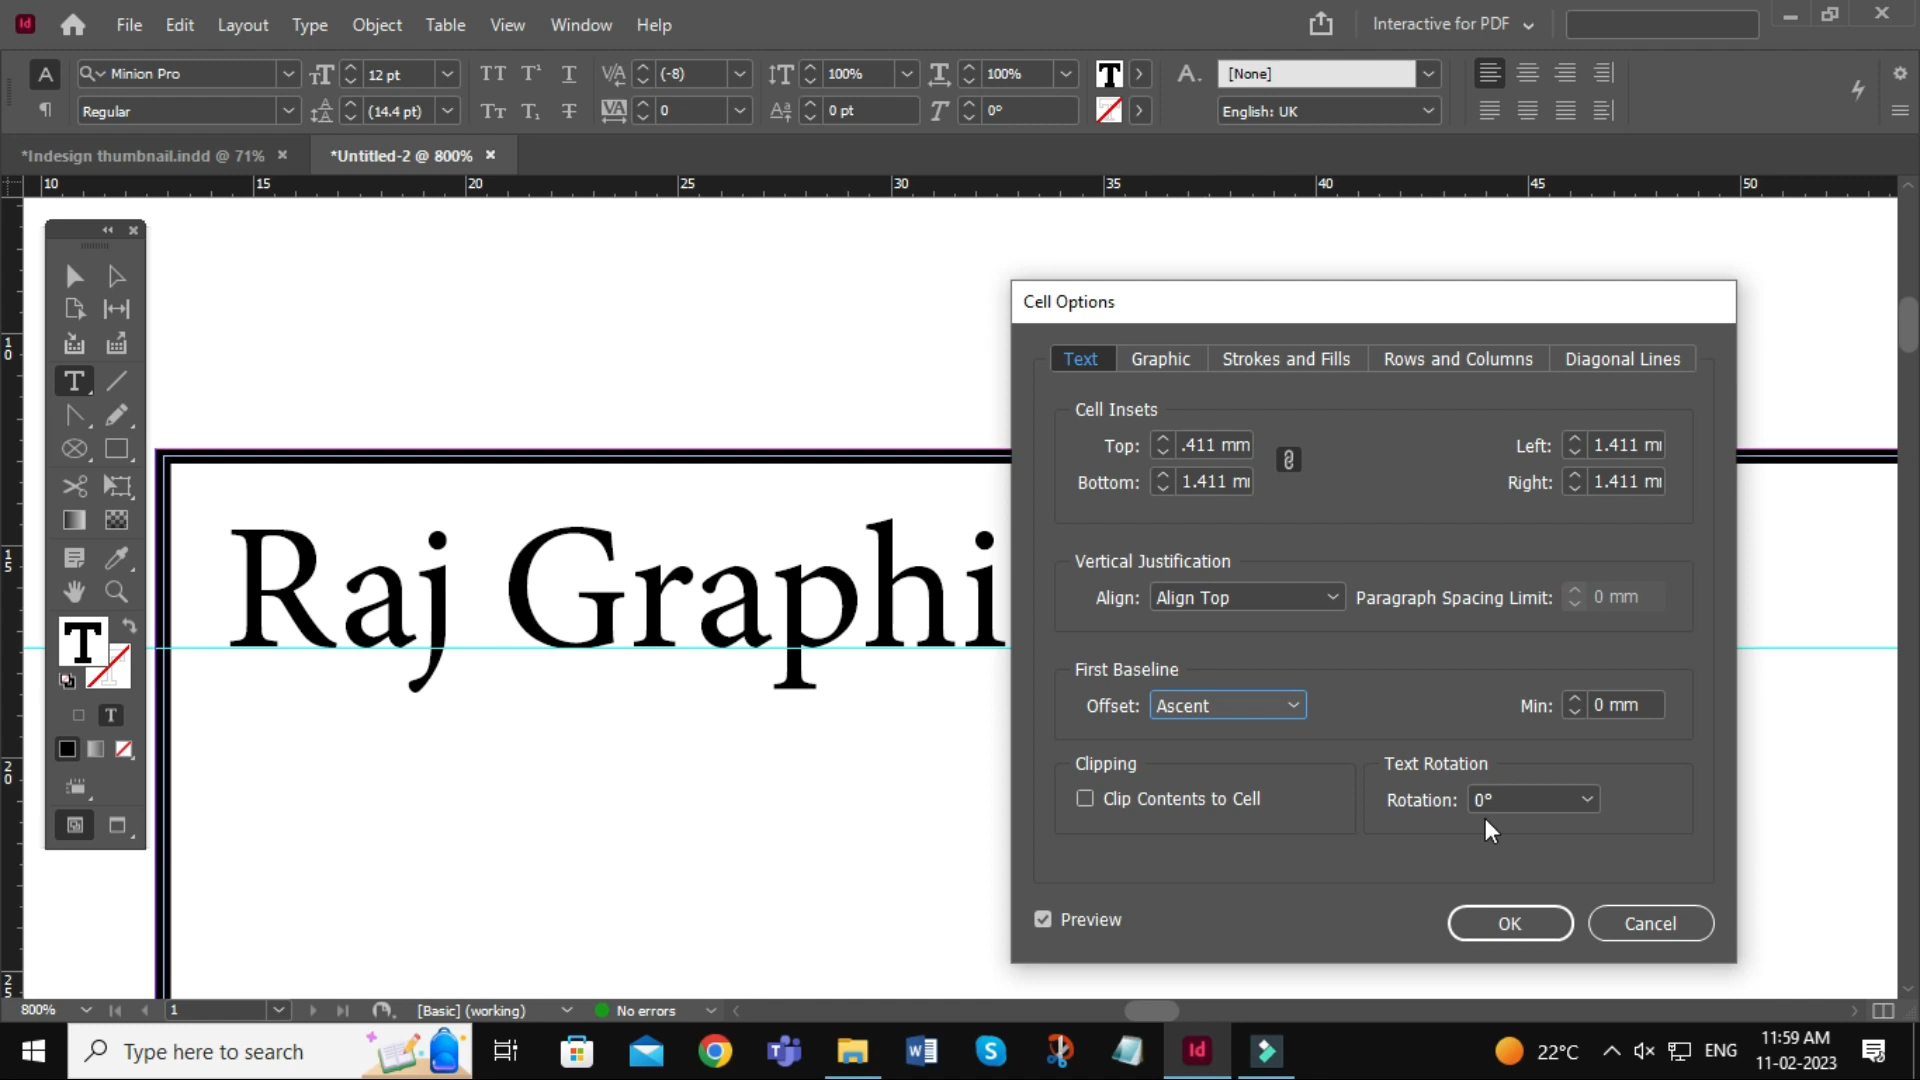 Id File Edit Layout Type Object Table View Window Help Interactive for PDF
A Minion Pro 12 pt (-8) 100% 100% A. [None]
Regular (14.4 pt) 0 0 pt 0° English: UK
*Indesign thumbnail.indd @ 71% *Untitled-2 @ 800%
10 15 20 25 30 35 40 45 50
10
15
20
25
Raj Graphi
Cell Options
Text Graphic Strokes and Fills Rows and Columns Diagonal Lines
Cell Insets
Top: .411 mm Left: 1.411 m
Bottom: 1.411 m Right: 1.411 m
Vertical Justification
Align: Align Top Paragraph Spacing Limit: 0 mm
First Baseline
Offset: Ascent Min: 0 mm
Clipping Text Rotation
Clip Contents to Cell Rotation: 0°
Preview OK Cancel
800% 1 [Basic] (working) No errors
Type here to search 22°C ENG 11:59 AM
11-02-2023